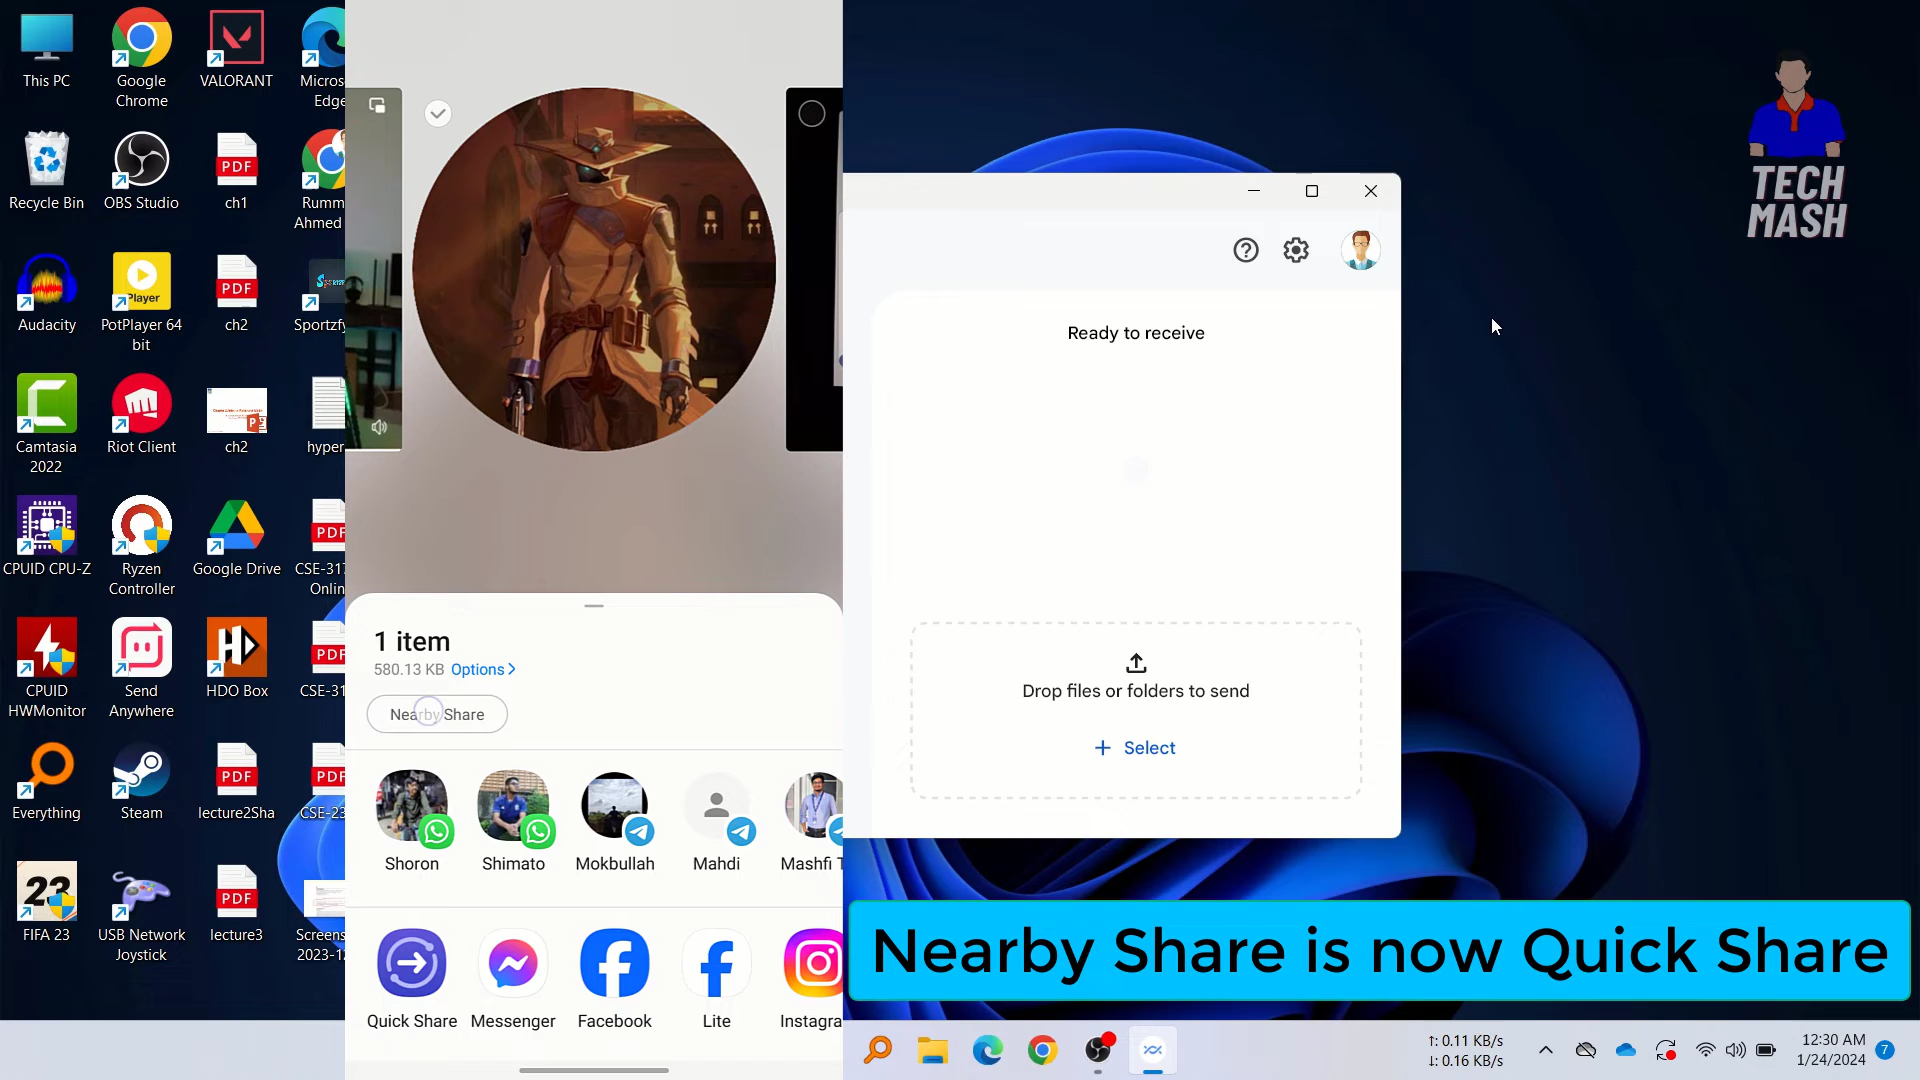 This PC
Google
Chrome
VALORANT
Micros
Edge
Recycle Bin
OBS Studio
PDF
ch1
Rumm
Ahmed
Audacity
Player
PotPlayer 64
bit
PDF
ch2
Sportzfy
Camtasia
2022
Riot Client
ch2
hyper
CPUID CPU-Z
Ryzen
Controller
Google Drive
PDF
CSE-317
Onlin
CPUID
HWMonitor
Send
Anywhere
HDO Box
PDF
CSE-31
Everything
Steam
PDF
lecture2Sha
PDF
CSE-23
23
FIFA 23
USB Network
Joystick
PDF
lecture3
Screens
2023-12
1 item
580.13 KB Options >
Nearby Share
Shoron
Shimato
Mokbullah
Mahdi
Mashfi T
Quick Share
Messenger
Facebook
Lite
Instagra
Ready to receive
Drop files or folders to send
+ Select
TECH
MASH
Nearby Share is now Quick Share
↑: 0.11 KB/s
↓: 0.16 KB/s
12:30 AM
1/24/2024
7